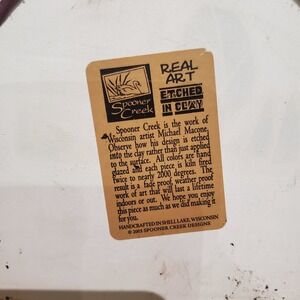 REAL
ART
ETCHED
IN CLAY
Spooner
Creek
Spooner Creek is the work of
Wisconsin artist Michael Macone.
Observe how his design is etched
into the clay rather than just applied
to the surface. All colors are hand
glazed and each piece is kiln fired
twice to nearly 2000 degrees. The
result is a fade proof weather proof
work of art that will last a lifetime
indoors or out. We hope you enjoy
this piece as much as we did making it
for you.
HANDCRAFTED IN SHELL LAKE, WISCONSIN
© 2003 SPOONER CREEK DESIGNS